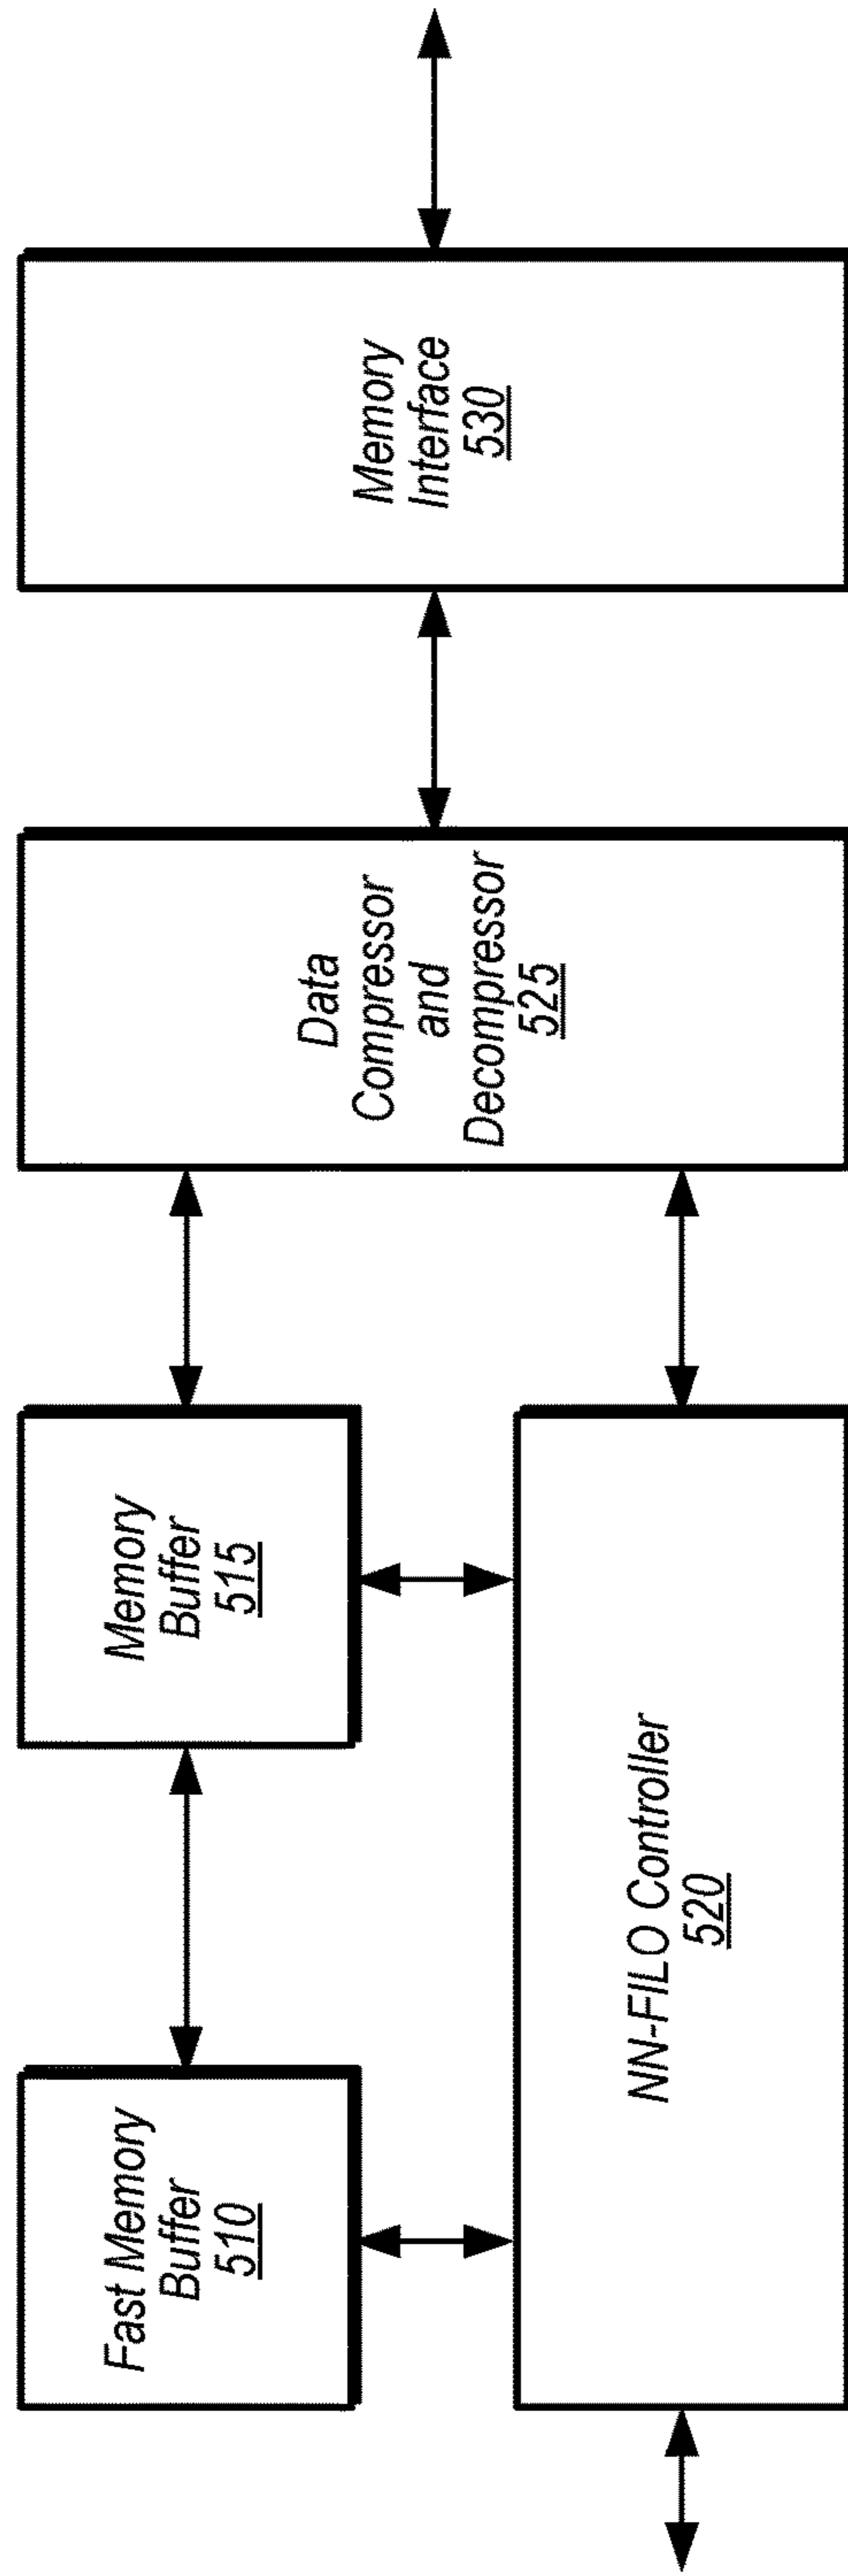 Fast Memory
Buffer
510
Memory
Buffer
515
NN-FILO Controller
520
Data
Compressor
and
Decompressor
525
Memory
Interface
530